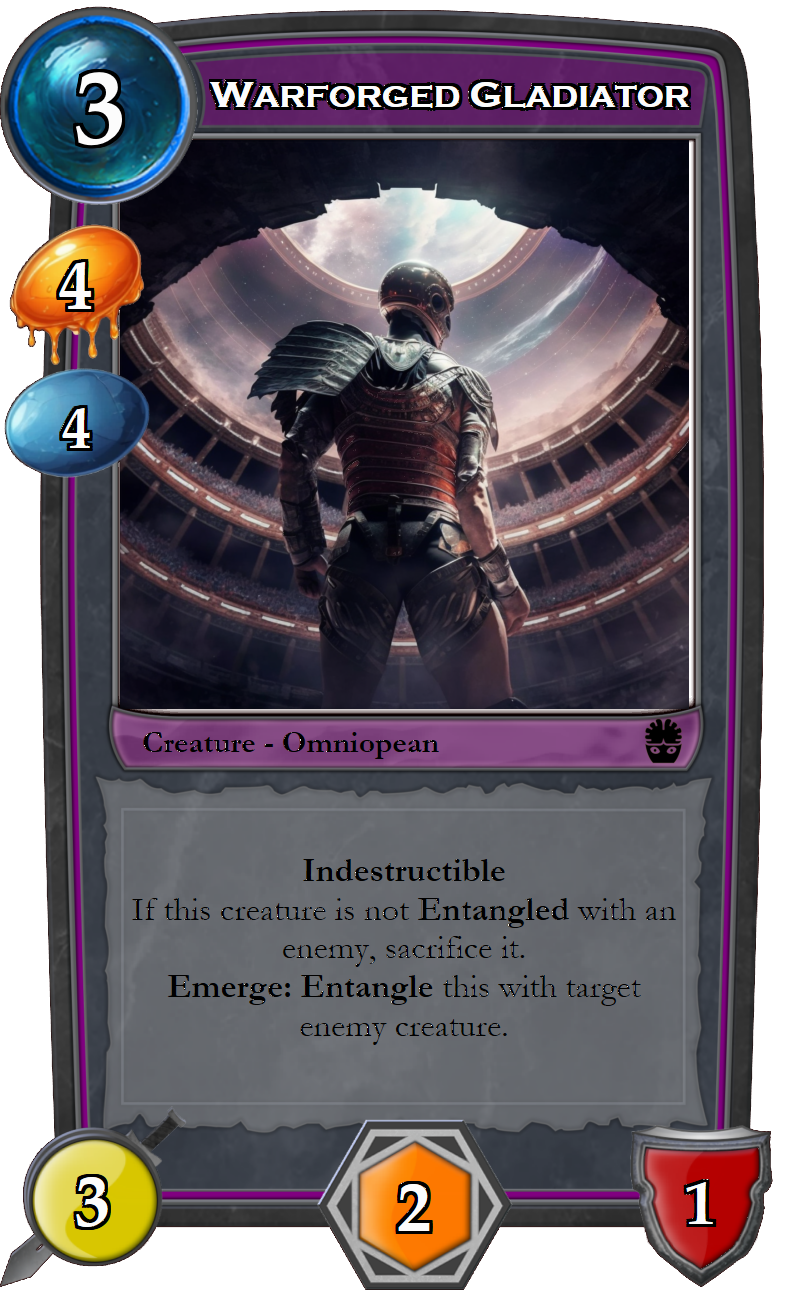 3
Warforged Gladiator
4
4
Creature - Omniopean
Indestructible
If this creature is not Entangled with an
enemy, sacrifice it.
Emerge: Entangle this with target
enemy creature.
3
2
1